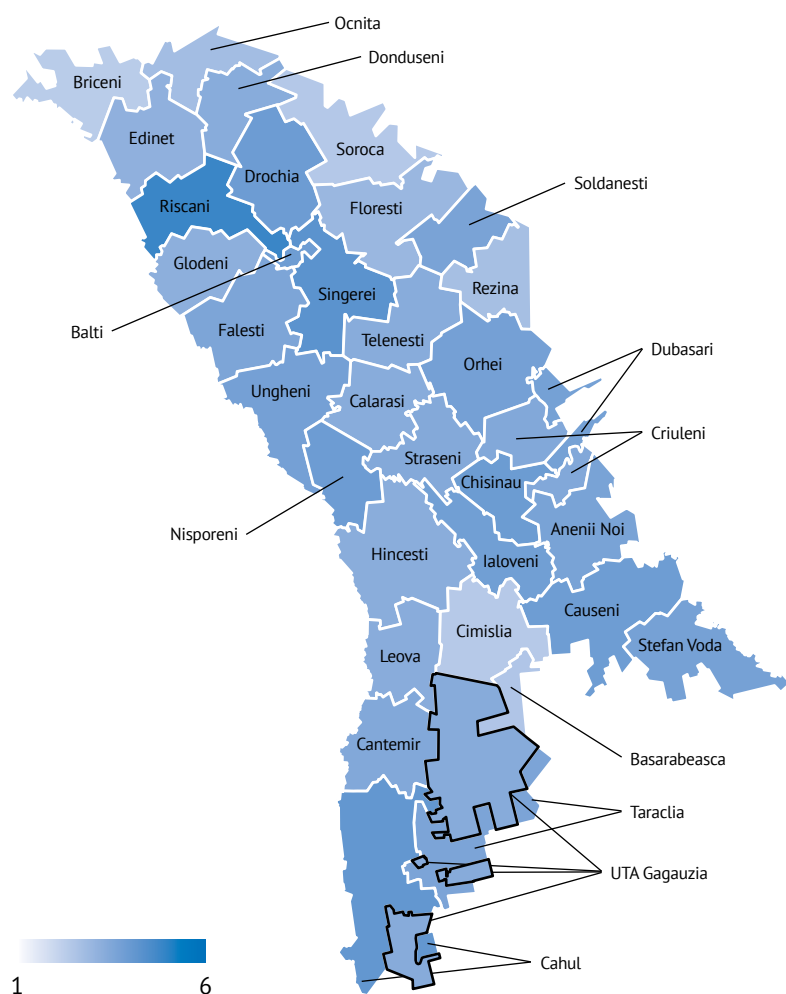 Ocnita
Donduseni
Briceni
Edinet
Soroca
Drochia
Soldanesti
Riscani
Floresti
Glodeni
Rezina
Singerei
Balti
Falesti
Telenesti
Dubasari
Orhei
Ungheni
Calarasi
Criuleni
Straseni
Chisinau
Nisporeni
Anenii Noi
Hincesti
Ialoveni
Causeni
Cimislia
Stefan Voda
Leova
Cantemir
Basarabeasca
Taraclia
UTA Gagauzia
Cahul
1
6